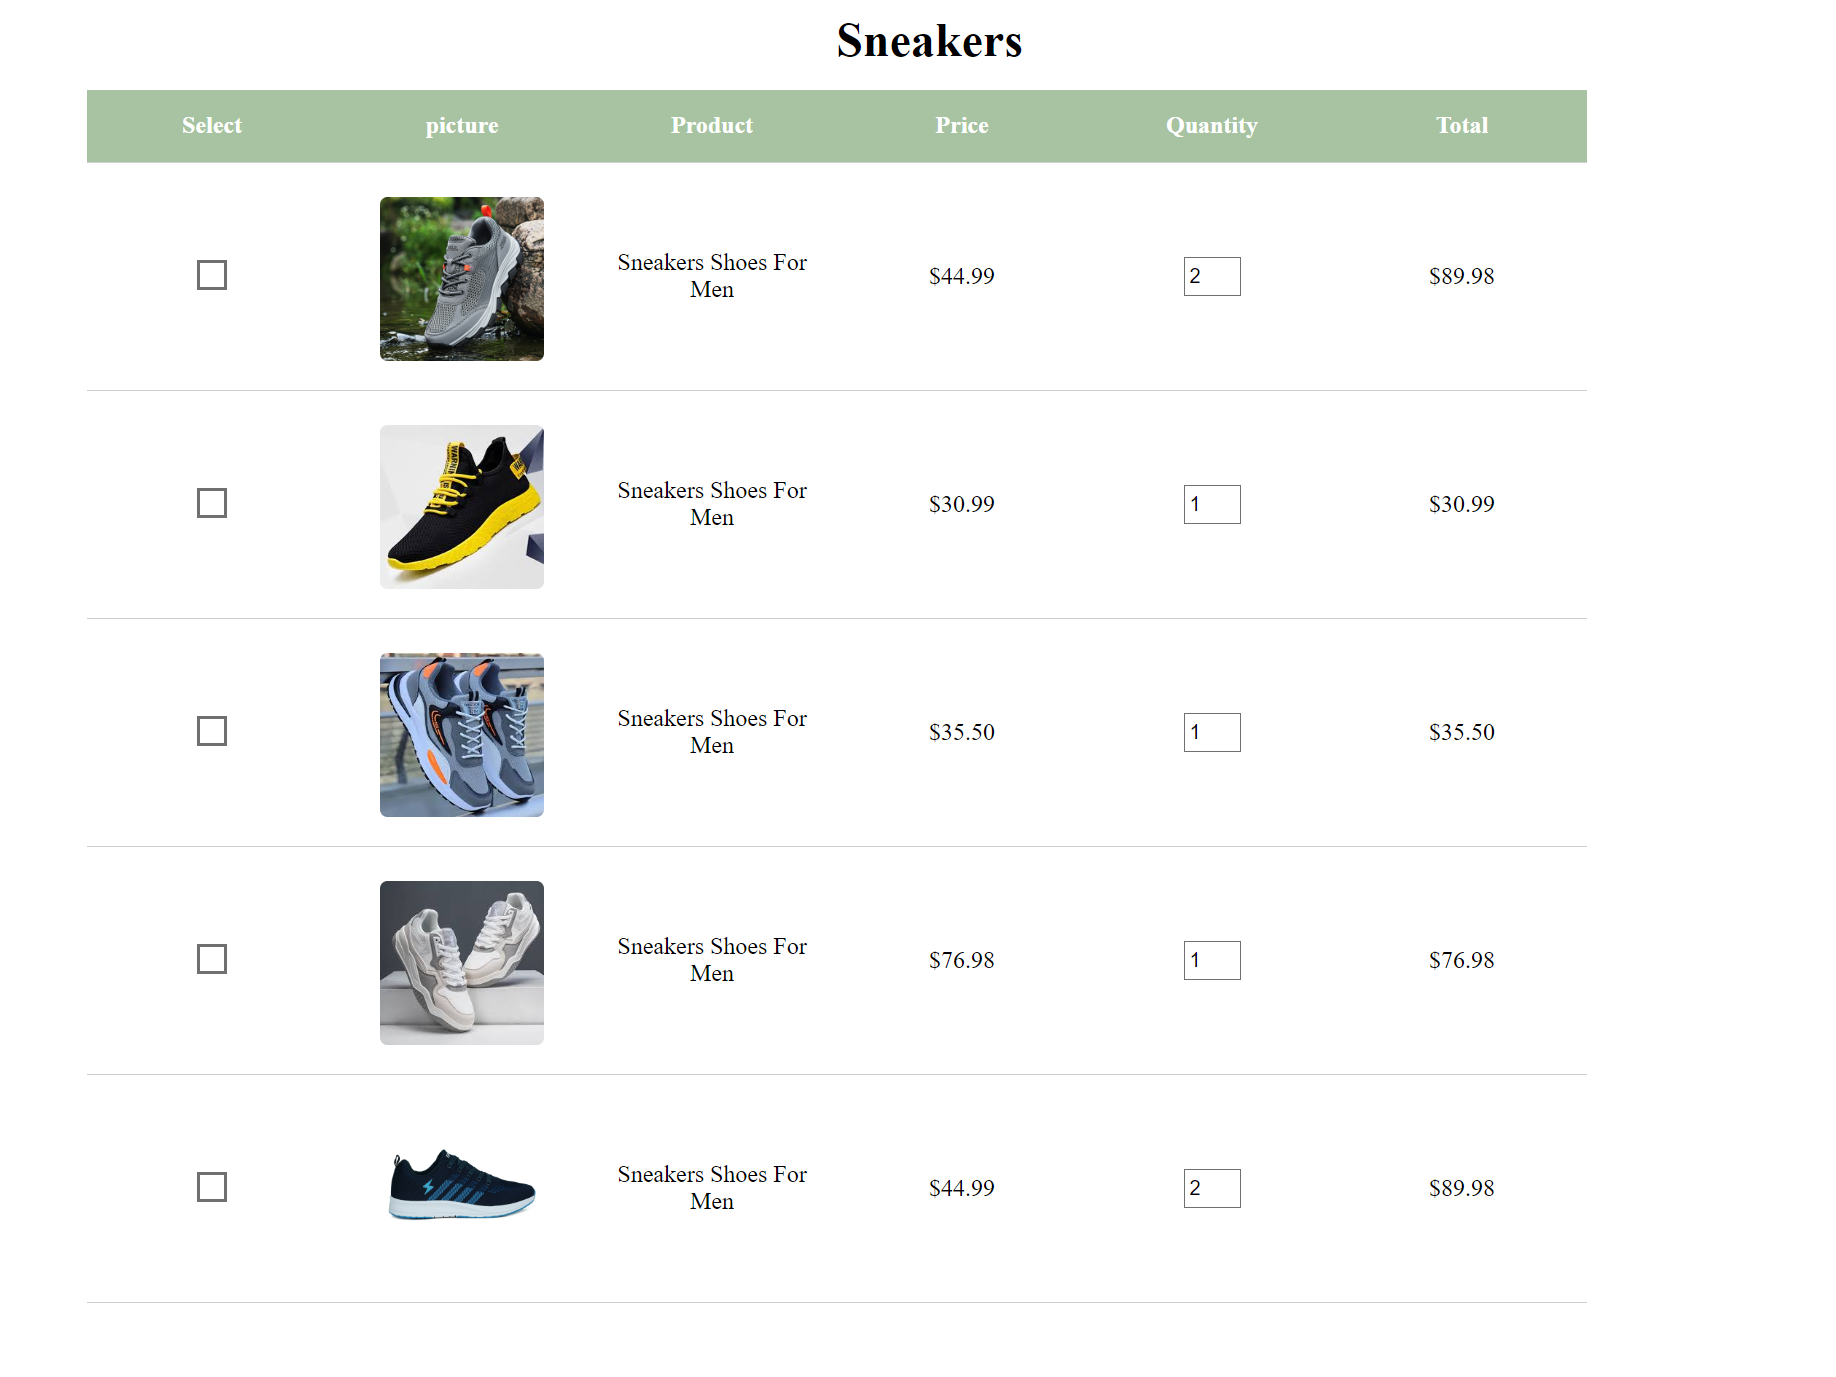 Sneakers
Select picture Product Price Quantity Total
Sneakers Shoes For
Men
$44.99 2 $89.98
Sneakers Shoes For
Men
$30.99 1 $30.99
Sneakers Shoes For
Men
$35.50 1 $35.50
Sneakers Shoes For
Men
$76.98 1 $76.98
Sneakers Shoes For
Men
$44.99 2 $89.98